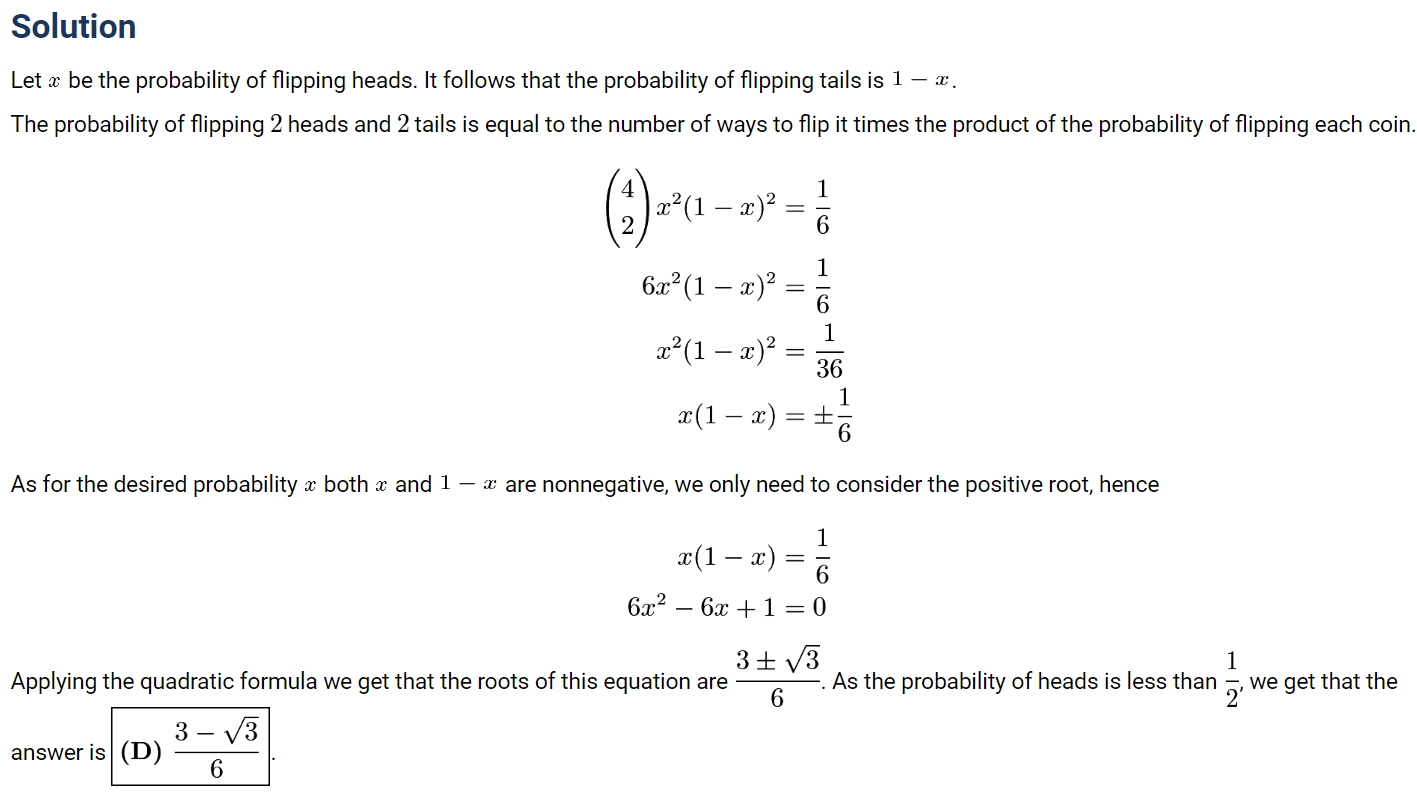 Solution
Let x be the probability of flipping heads. It follows that the probability of flipping tails is 1 − x.
The probability of flipping 2 heads and 2 tails is equal to the number of ways to flip it times the product of the probability of flipping each coin.
$\binom{4}{2} x^2(1 - x)^2 = \frac{1}{6}$
$6x^2(1 - x)^2 = \frac{1}{6}$
$x^2(1 - x)^2 = \frac{1}{36}$
$x(1 - x) = \pm\frac{1}{6}$
As for the desired probability x both x and 1 − x are nonnegative, we only need to consider the positive root, hence
$x(1 - x) = \frac{1}{6}$
$6x^2 - 6x + 1 = 0$
Applying the quadratic formula we get that the roots of this equation are $\frac{3 \pm \sqrt{3}}{6}$. As the probability of heads is less than $\frac{1}{2}$, we get that the
answer is $\boxed{\textbf{(D)}\ \frac{3 - \sqrt{3}}{6}}$.